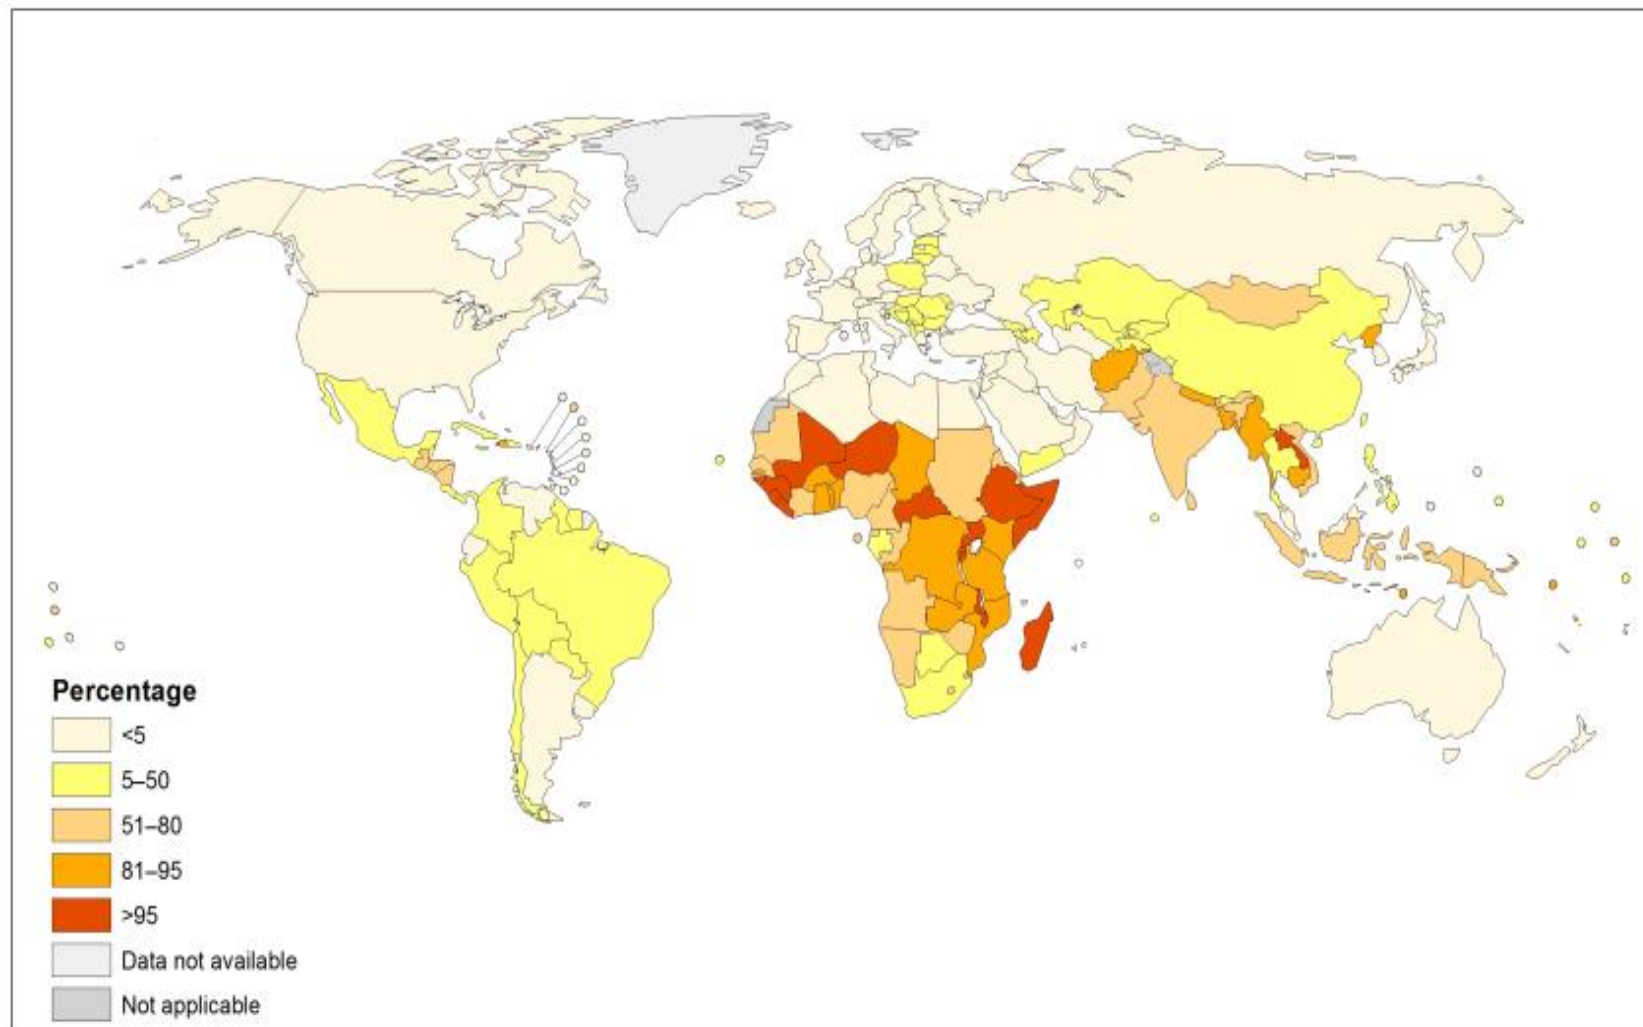 Percentage
<5
5–50
51–80
81–95
>95
Data not available
Not applicable